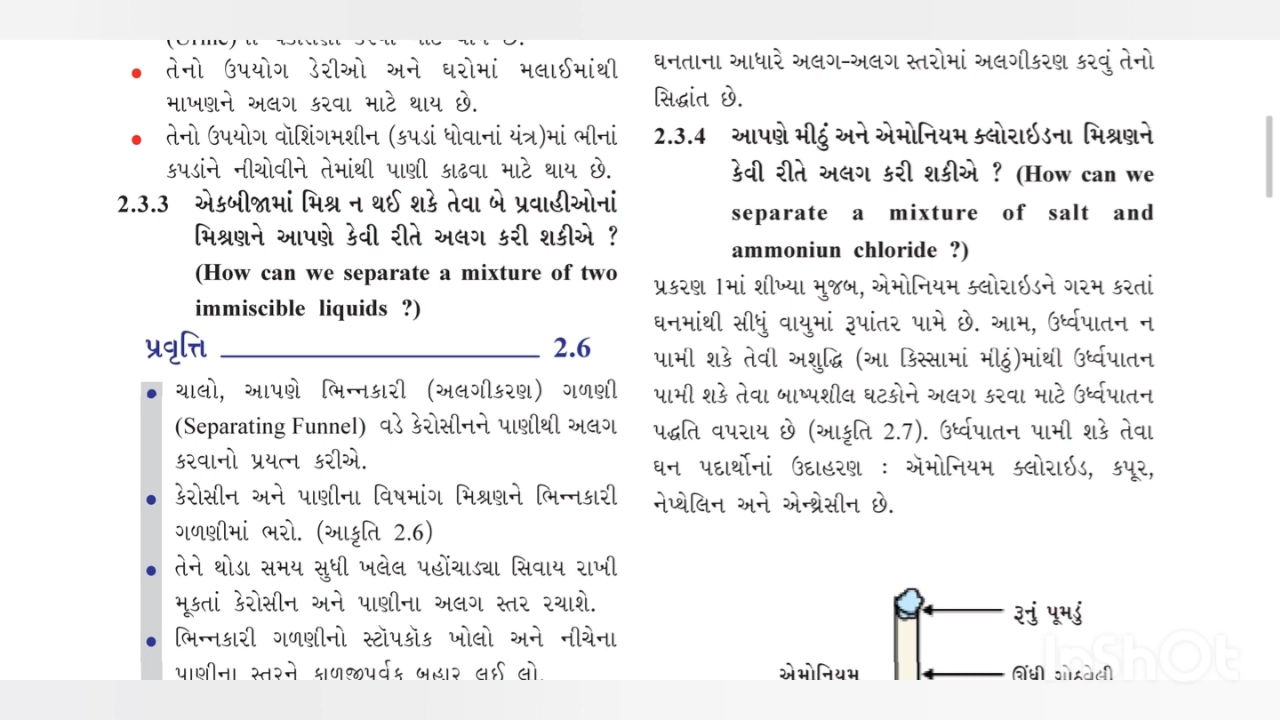 તેનો ઉપયોગ ડેરીઓ અને ઘરોમાં મલાઈમાંથી
માખણને અલગ કરવા માટે થાય છે.
તેનો ઉપયોગ વૉશિંગમશીન (કપડાં ધોવાનાં યંત્ર)માં ભીનાં
કપડાંને નીચોવીને તેમાંથી પાણી કાઢવા માટે થાય છે.
2.3.3 એકબીજામાં મિશ્ર ન થઈ શકે તેવા બે પ્રવાહીઓનાં
મિશ્રણને આપણે કેવી રીતે અલગ કરી શકીએ ?
(How can we separate a mixture of two
immiscible liquids ?)
પ્રવૃત્તિ 2.6
ચાલો, આપણે ભિન્નકારી (અલગીકરણ) ગળણી
(Separating Funnel) વડે કેરોસીનને પાણીથી અલગ
કરવાનો પ્રયત્ન કરીએ.
કેરોસીન અને પાણીના વિષમાંગ મિશ્રણને ભિન્નકારી
ગળણીમાં ભરો. (આકૃતિ 2.6)
તેને થોડા સમય સુધી ખલેલ પહોંચાડ્યા સિવાય રાખી
મૂકતાં કેરોસીન અને પાણીના અલગ સ્તર રચાશે.
ભિન્નકારી ગળણીનો સ્ટૉપકૉક ખોલો અને નીચેના
પાણીના સ્તરને કાળજીપૂર્વક બહાર લઈ લો.
ઘનતાના આધારે અલગ-અલગ સ્તરોમાં અલગીકરણ કરવું તેનો
સિદ્ધાંત છે.
2.3.4 આપણે મીઠું અને એમોનિયમ ક્લોરાઇડના મિશ્રણને
કેવી રીતે અલગ કરી શકીએ ? (How can we
separate a mixture of salt and
ammoniun chloride ?)
પ્રકરણ 1માં શીખ્યા મુજબ, એમોનિયમ ક્લોરાઇડને ગરમ કરતાં
ઘનમાંથી સીધું વાયુમાં રૂપાંતર પામે છે. આમ, ઉર્ધ્વપાતન ન
પામી શકે તેવી અશુદ્ધિ (આ કિસ્સામાં મીઠું)માંથી ઉર્ધ્વપાતન
પામી શકે તેવા બાષ્પશીલ ઘટકોને અલગ કરવા માટે ઉર્ધ્વપાતન
પદ્ધતિ વપરાય છે (આકૃતિ 2.7). ઉર્ધ્વપાતન પામી શકે તેવા
ઘન પદાર્થોનાં ઉદાહરણ : ઍમોનિયમ ક્લોરાઇડ, કપૂર,
નેપ્થેલિન અને એન્થ્રેસીન છે.
રૂનું પૂમડું
એમોનિયમ
ઊંધી ગોઠવેલી
InShOt